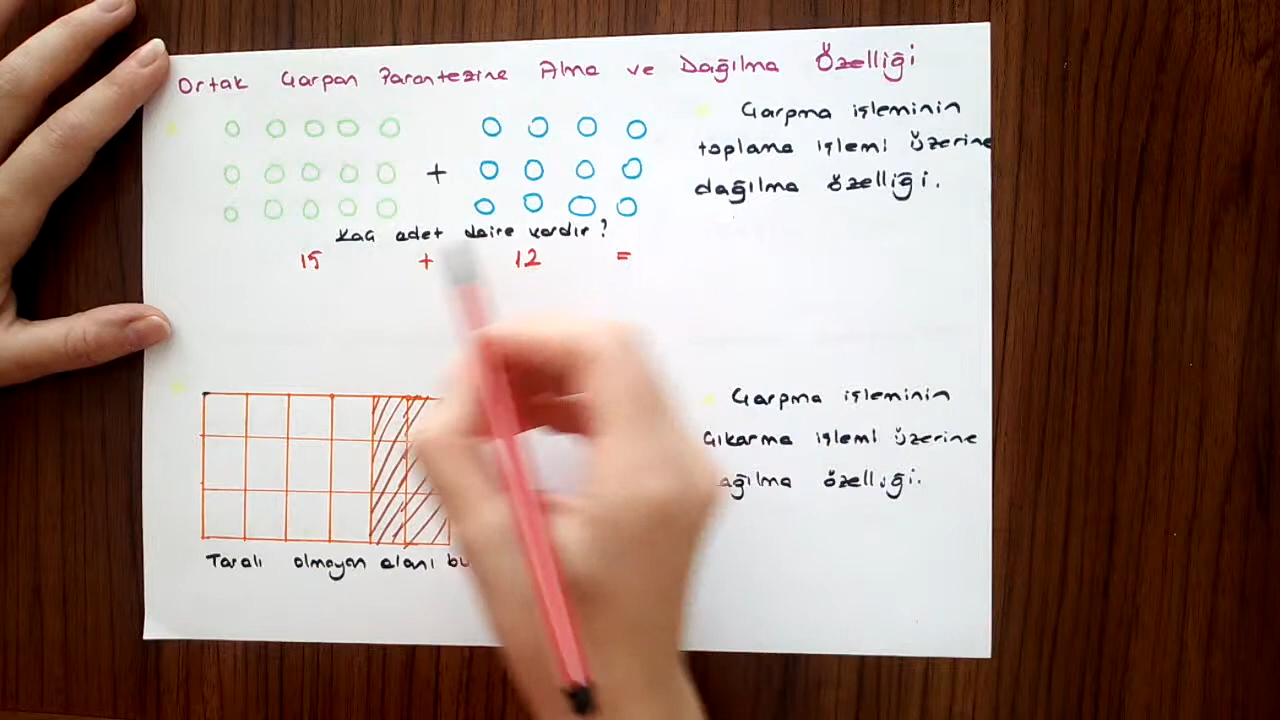 Ortak Çarpan Parantezine Alma ve Dağılma Özelliği
+
Kaç adet daire vardır?
15 + 12 =
Çarpma işleminin
toplama işlemi üzerine
dağılma özelliği.
Taralı olmayan alanı
Çarpma işleminin
çıkarma işlemi üzerine
özelliği.